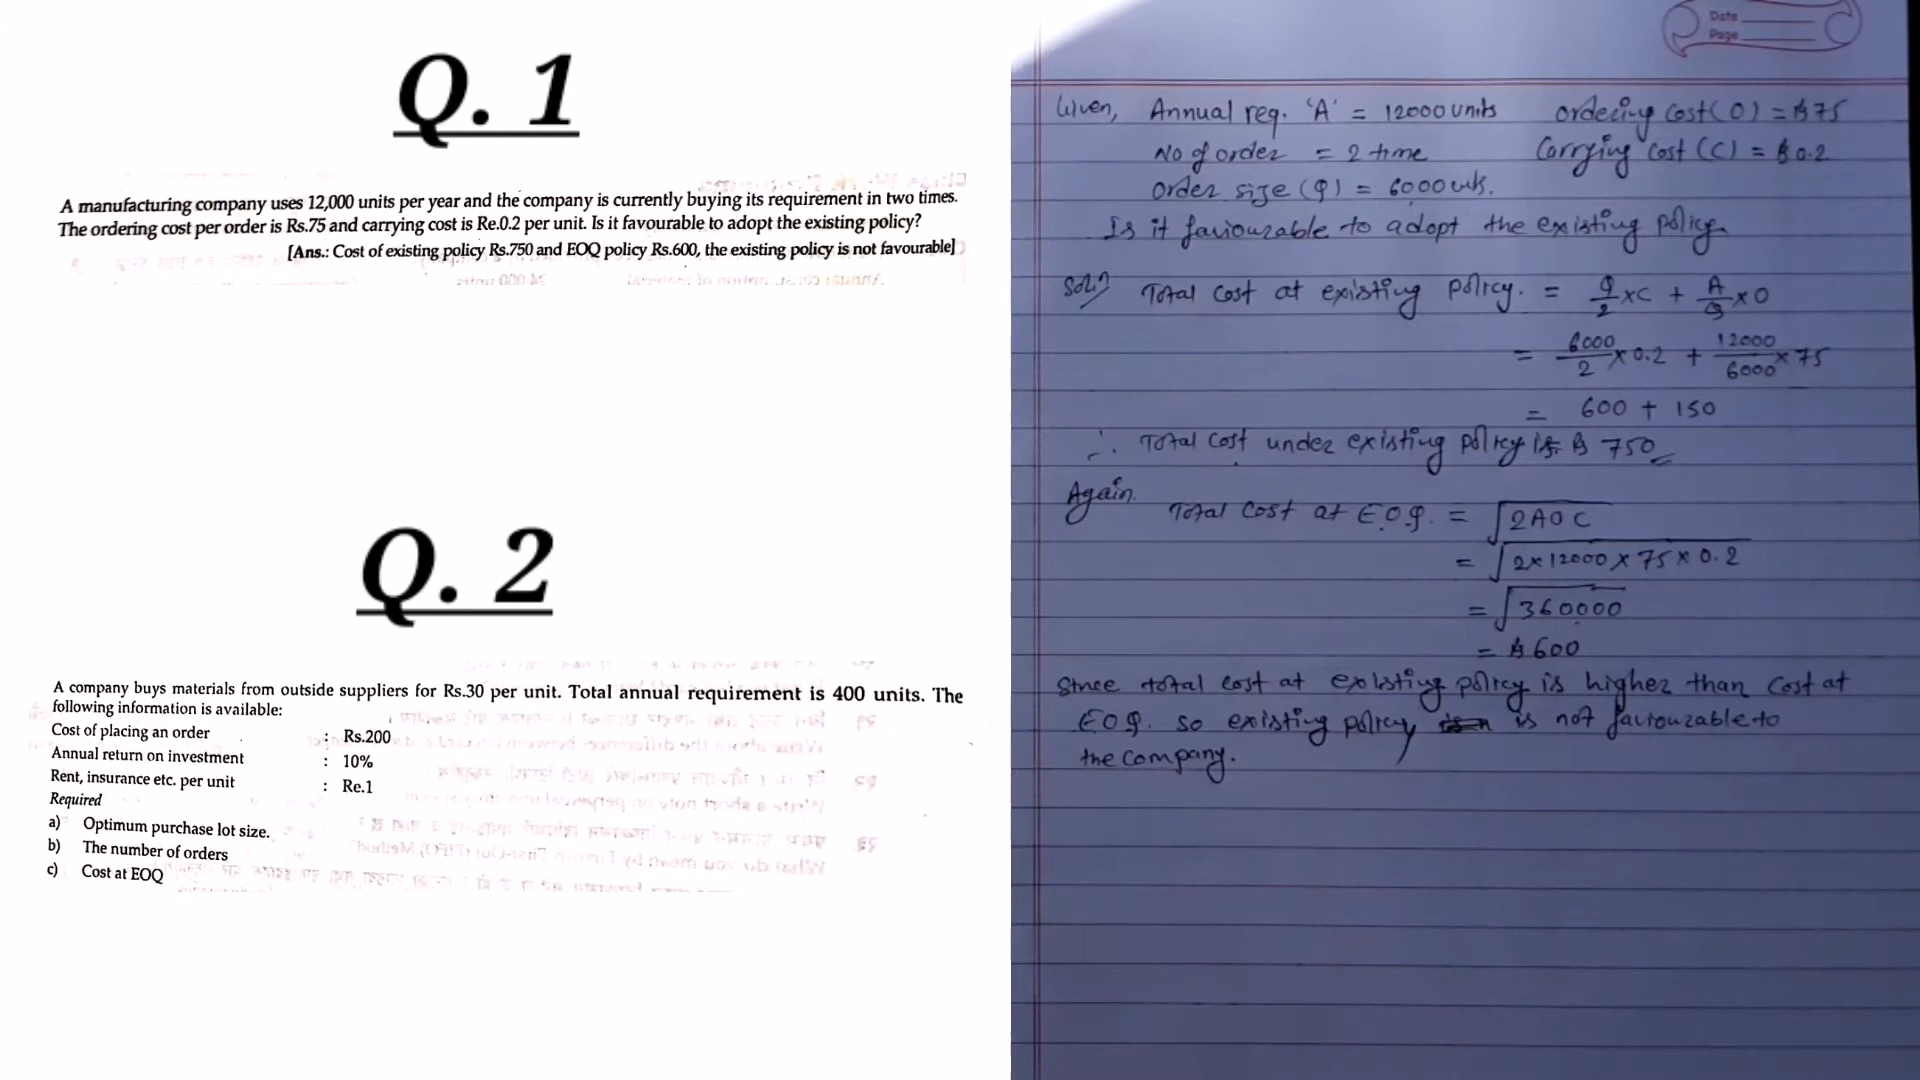 Q. 1
A manufacturing company uses 12,000 units per year and the company is currently buying its requirement in two times.
The ordering cost per order is Rs.75 and carrying cost is Re.0.2 per unit. Is it favourable to adopt the existing policy?
[Ans.: Cost of existing policy Rs.750 and EOQ policy Rs.600, the existing policy is not favourable]
Q. 2
A company buys materials from outside suppliers for Rs.30 per unit. Total annual requirement is 400 units. The
following information is available:
Cost of placing an order : Rs.200
Annual return on investment : 10%
Rent, insurance etc. per unit : Re.1
Required
a) Optimum purchase lot size.
b) The number of orders
c) Cost at EOQ
Date
Page
Given, Annual req. 'A' = 12000 units ordering cost (O) = Rs 75
No of order = 2 time Carrying cost (C) = Rs 0.2
Order size (Q) = 6000 uts.
Is it faviourable to adopt the existing policy.
Soln Total cost at existing policy. = Q/2 × C + A/Q × O
= 6000/2 × 0.2 + 12000/6000 × 75
= 600 + 150
∴ Total cost under existing policy is Rs 750
Again.
Total cost at E.O.Q. = √2AOC
= √2×12000×75×0.2
= √360000
= Rs 600
Since total cost at existing policy is higher than cost at
E.O.Q. so existing policy is not faviourable to
the company.